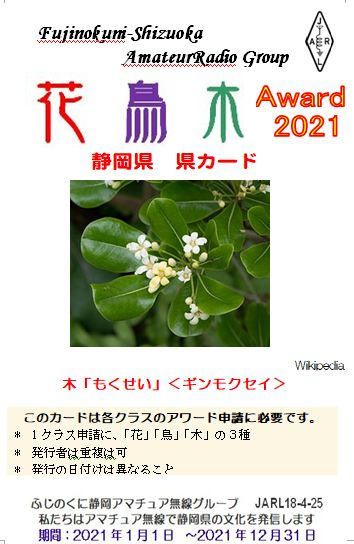 Fujinokuni-Shizuoka
AmateurRadio Group
J
A R
R L
花鳥木 Award
2021
静岡県 県カード
Wikipedia
木「もくせい」＜ギンモクセイ＞
このカードは各クラスのアワード申請に必要です。
* １クラス申請に、「花」「鳥」「木」の３種
* 発行者は重複は可
* 発行の日付けは異なること
ふじのくに静岡アマチュア無線グループ JARL18-4-25
私たちはアマチュア無線で静岡県の文化を発信します
期間：2021年1月1日 ～2021年12月31日